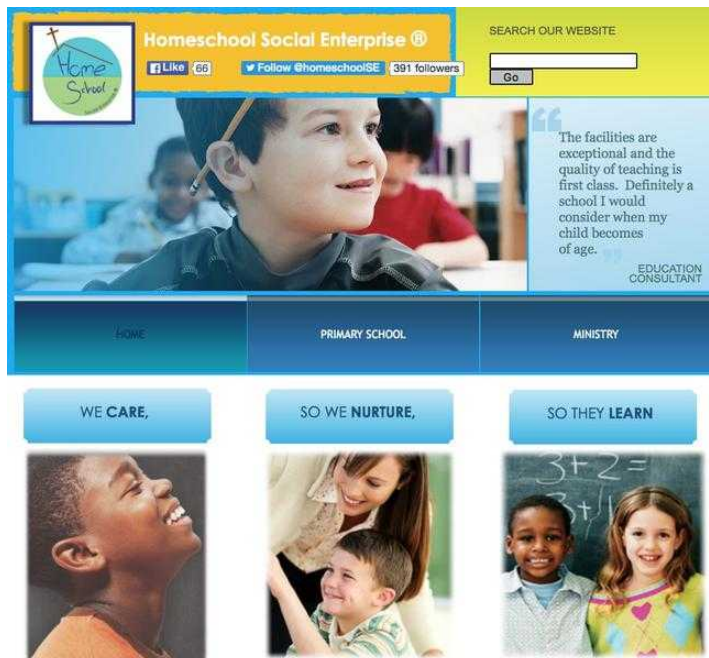 Homeschool Social Enterprise ®
Like 66
Follow @homeschoolSE 391 followers
Home
School
SEARCH OUR WEBSITE
Go
The facilities are
exceptional and the
quality of teaching is
first class. Definitely a
school I would
consider when my
child becomes
of age.
EDUCATION
CONSULTANT
HOME
PRIMARY SCHOOL
MINISTRY
WE CARE,
SO WE NURTURE,
SO THEY LEARN
3+2=
3+1